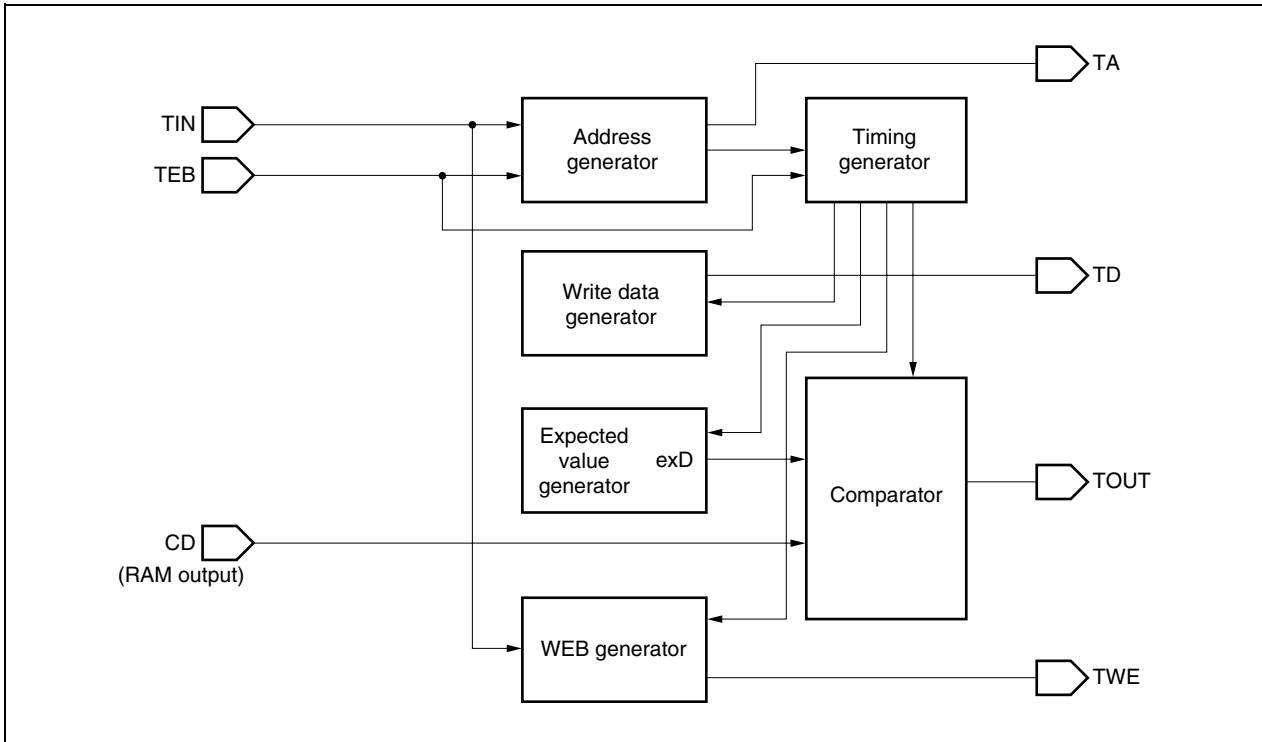 TA
TIN
Address
generator
Timing
generator
TEB
TD
Write data
generator
Expected
value
generator
exD
Comparator
TOUT
CD
(RAM output)
WEB generator
TWE